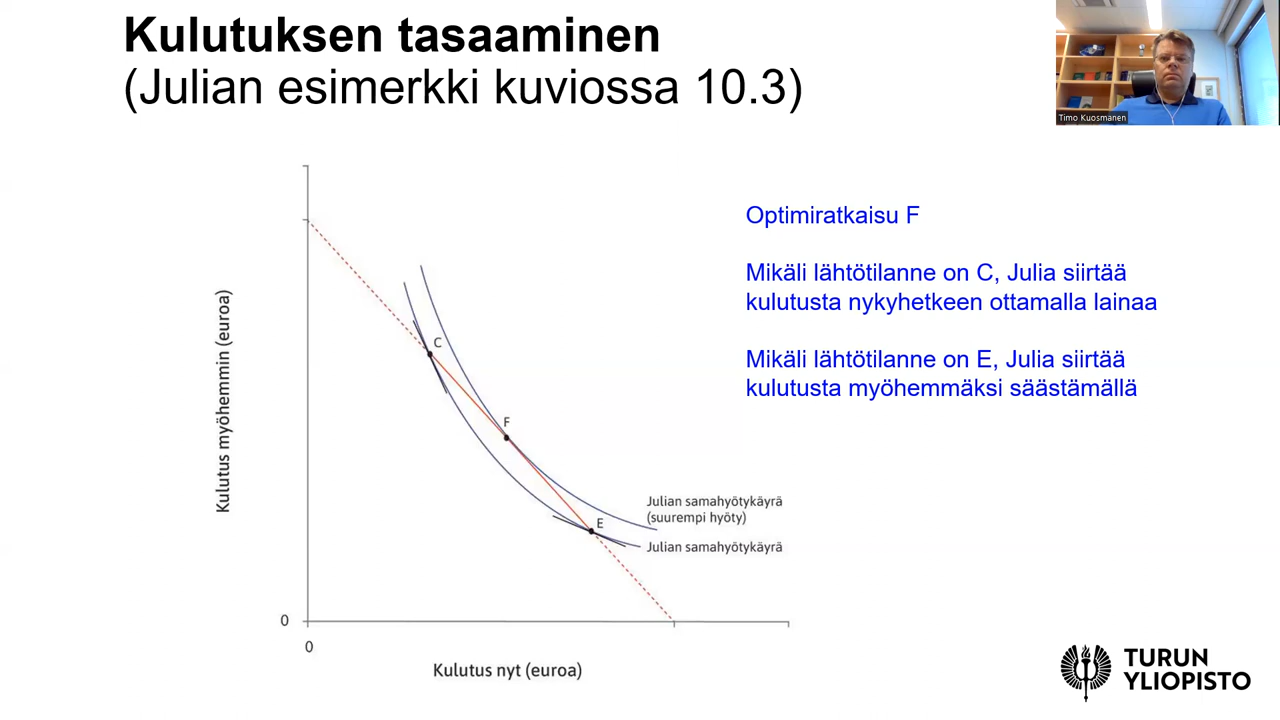 Kulutuksen tasaaminen
(Julian esimerkki kuviossa 10.3)
Timo Kuosmanen
Optimiratkaisu F
Mikäli lähtötilanne on C, Julia siirtää
kulutusta nykyhetkeen ottamalla lainaa
Mikäli lähtötilanne on E, Julia siirtää
kulutusta myöhemmäksi säästämällä
Kulutus myöhemmin (euroa)
C
F
E
Julian samahyötykäyrä
(suurempi hyöty)
Julian samahyötykäyrä
0
0
Kulutus nyt (euroa)
TURUN
YLIOPISTO